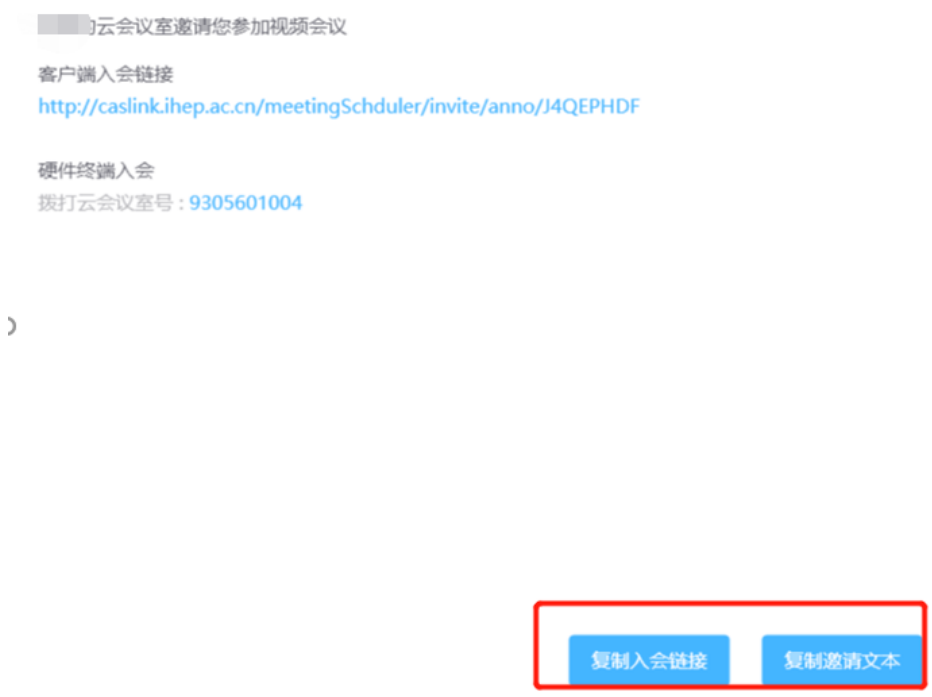 的云会议室邀请您参加视频会议
客户端入会链接
http://caslink.ihep.ac.cn/meetingSchduler/invite/anno/J4QEPHDF
硬件终端入会
拨打云会议室号：9305601004
复制入会链接
复制邀请文本